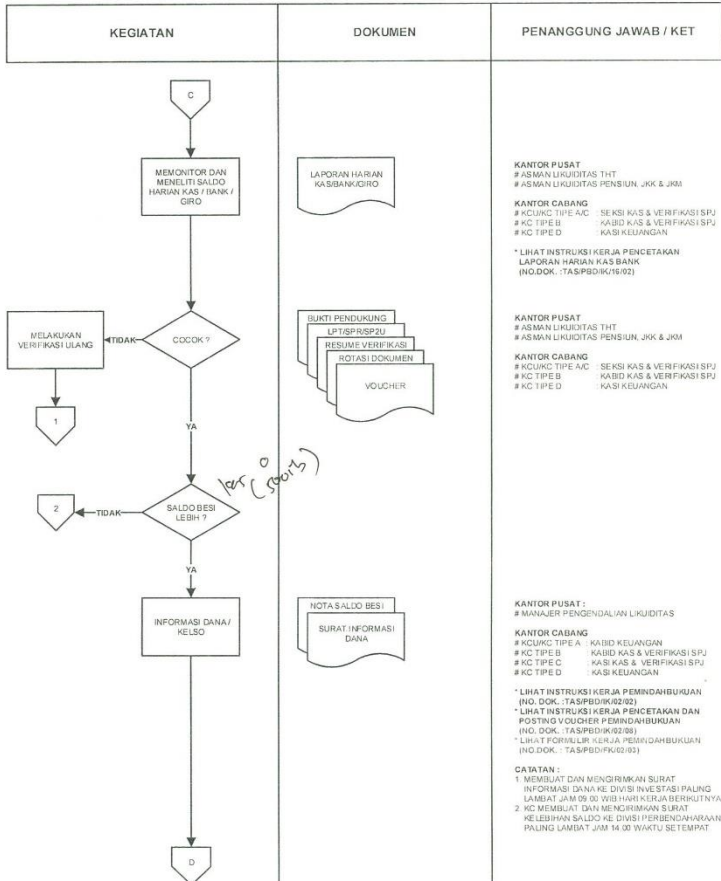 KEGIATAN
DOKUMEN
PENANGGUNG JAWAB / KET
C
MEMONITOR DAN
MENELITI SALDO
HARIAN KAS / BANK /
GIRO
LAPORAN HARIAN
KAS/BANK/GIRO
KANTOR PUSAT
# ASMAN LIKUIDITAS THT
# ASMAN LIKUIDITAS PENSIUN, JKK & JKM
KANTOR CABANG
# KCU/KC TIPE A/C : SEKSI KAS & VERIFIKASI SPJ
# KC TIPE B : KABID KAS & VERIFIKASI SPJ
# KC TIPE D : KASI KEUANGAN
* LIHAT INSTRUKSI KERJA PENCETAKAN
LAPORAN HARIAN KAS BANK
(NO.DOK. :TAS/PBD/IK/16/02)
MELAKUKAN
VERIFIKASI ULANG
TIDAK
COCOK ?
1
YA
BUKTI PENDUKUNG
LPT/SPR/SP2U
RESUME VERIFIKASI
ROTASI DOKUMEN
VOUCHER
KANTOR PUSAT
# ASMAN LIKUIDITAS THT
# ASMAN LIKUIDITAS PENSIUN, JKK & JKM
KANTOR CABANG
# KCU/KC TIPE A/C : SEKSI KAS & VERIFIKASI SPJ
# KC TIPE B : KABID KAS & VERIFIKASI SPJ
# KC TIPE D : KASI KEUANGAN
2
TIDAK
SALDO BESI
LEBIH ?
YA
INFORMASI DANA /
KELSO
NOTA SALDO BESI
SURAT INFORMASI
DANA
KANTOR PUSAT :
# MANAJER PENGENDALIAN LIKUIDITAS
KANTOR CABANG
# KCU/KC TIPE A : KABID KEUANGAN
# KC TIPE B : KABID KAS & VERIFIKASI SPJ
# KC TIPE C : KASI KAS & VERIFIKASI SPJ
# KC TIPE D : KASI KEUANGAN
* LIHAT INSTRUKSI KERJA PEMINDAHBUKUAN
(NO. DOK. :TAS/PBD/IK/02/02)
* LIHAT INSTRUKSI KERJA PENCETAKAN DAN
POSTING VOUCHER PEMINDAHBUKUAN
(NO. DOK. : TAS/PBD/IK/02/08)
* LIHAT FORMULIR KERJA PEMINDAHBUKUAN
(NO.DOK. : TAS/PBD/FK/02/03)
CATATAN :
1. MEMBUAT DAN MENGIRIMKAN SURAT
INFORMASI DANA KE DIVISI INVESTASI PALING
LAMBAT JAM 09.00 WIB HARI KERJA BERIKUTNYA
2. KC MEMBUAT DAN MENGIRIMKAN SURAT
KELEBIHAN SALDO KE DIVISI PERBENDAHARAAN
PALING LAMBAT JAM 14.00 WAKTU SETEMPAT
D